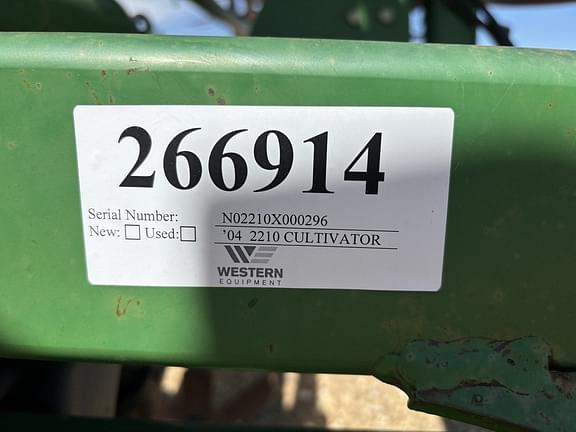 266914
Serial Number: N02210X000296
New: Used: '04 2210 CULTIVATOR
WESTERN
EQUIPMENT